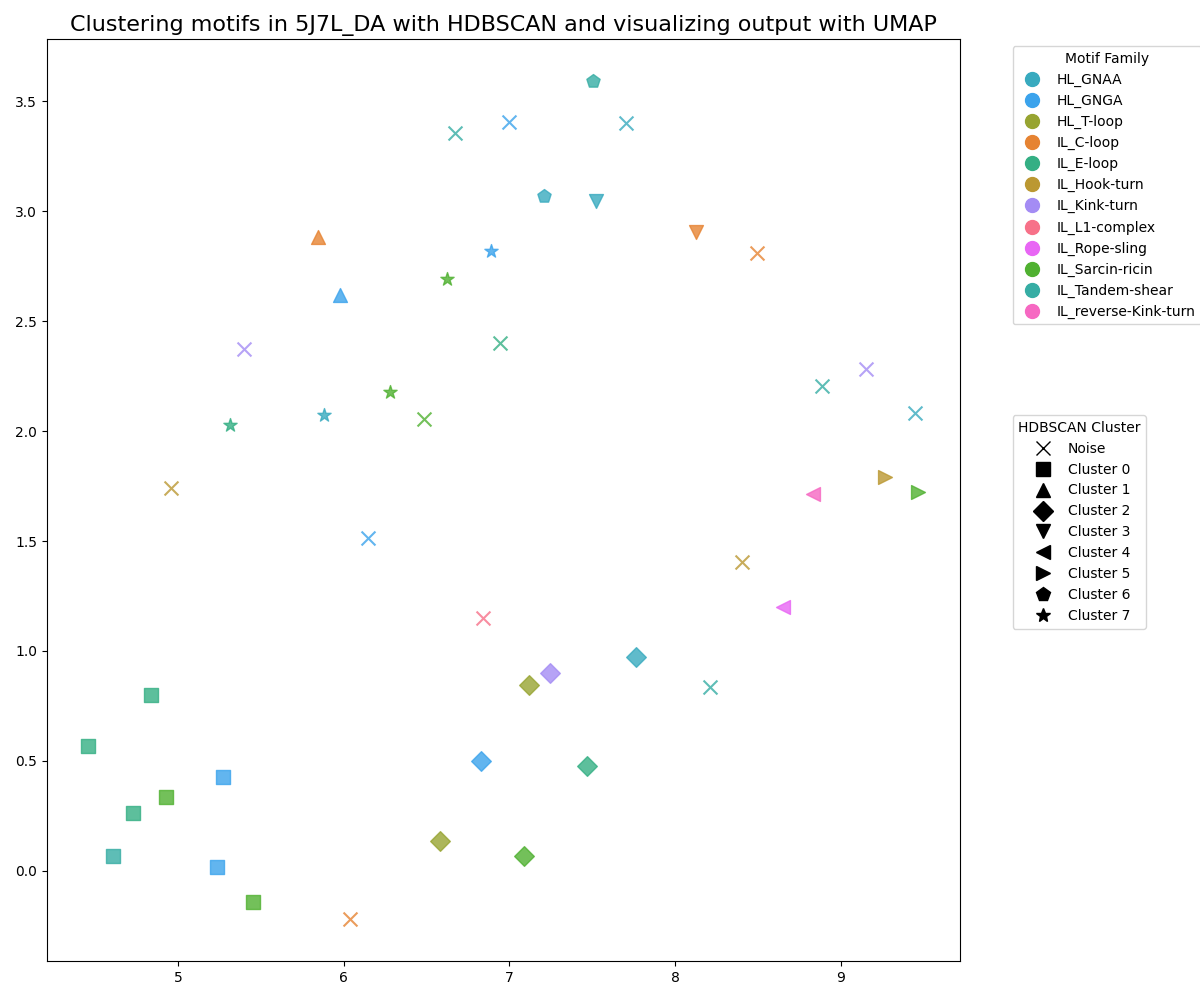 Clustering motifs in 5J7L_DA with HDBSCAN and visualizing output with UMAP
3.5
3.0
2.5
2.0
1.5
1.0
0.5
0.0
5
6
7
8
9
Motif Family
HL_GNAA
HL_GNGA
HL_T-loop
IL_C-loop
IL_E-loop
IL_Hook-turn
IL_Kink-turn
IL_L1-complex
IL_Rope-sling
IL_Sarcin-ricin
IL_Tandem-shear
IL_reverse-Kink-turn
HDBSCAN Cluster
Noise
Cluster 0
Cluster 1
Cluster 2
Cluster 3
Cluster 4
Cluster 5
Cluster 6
Cluster 7